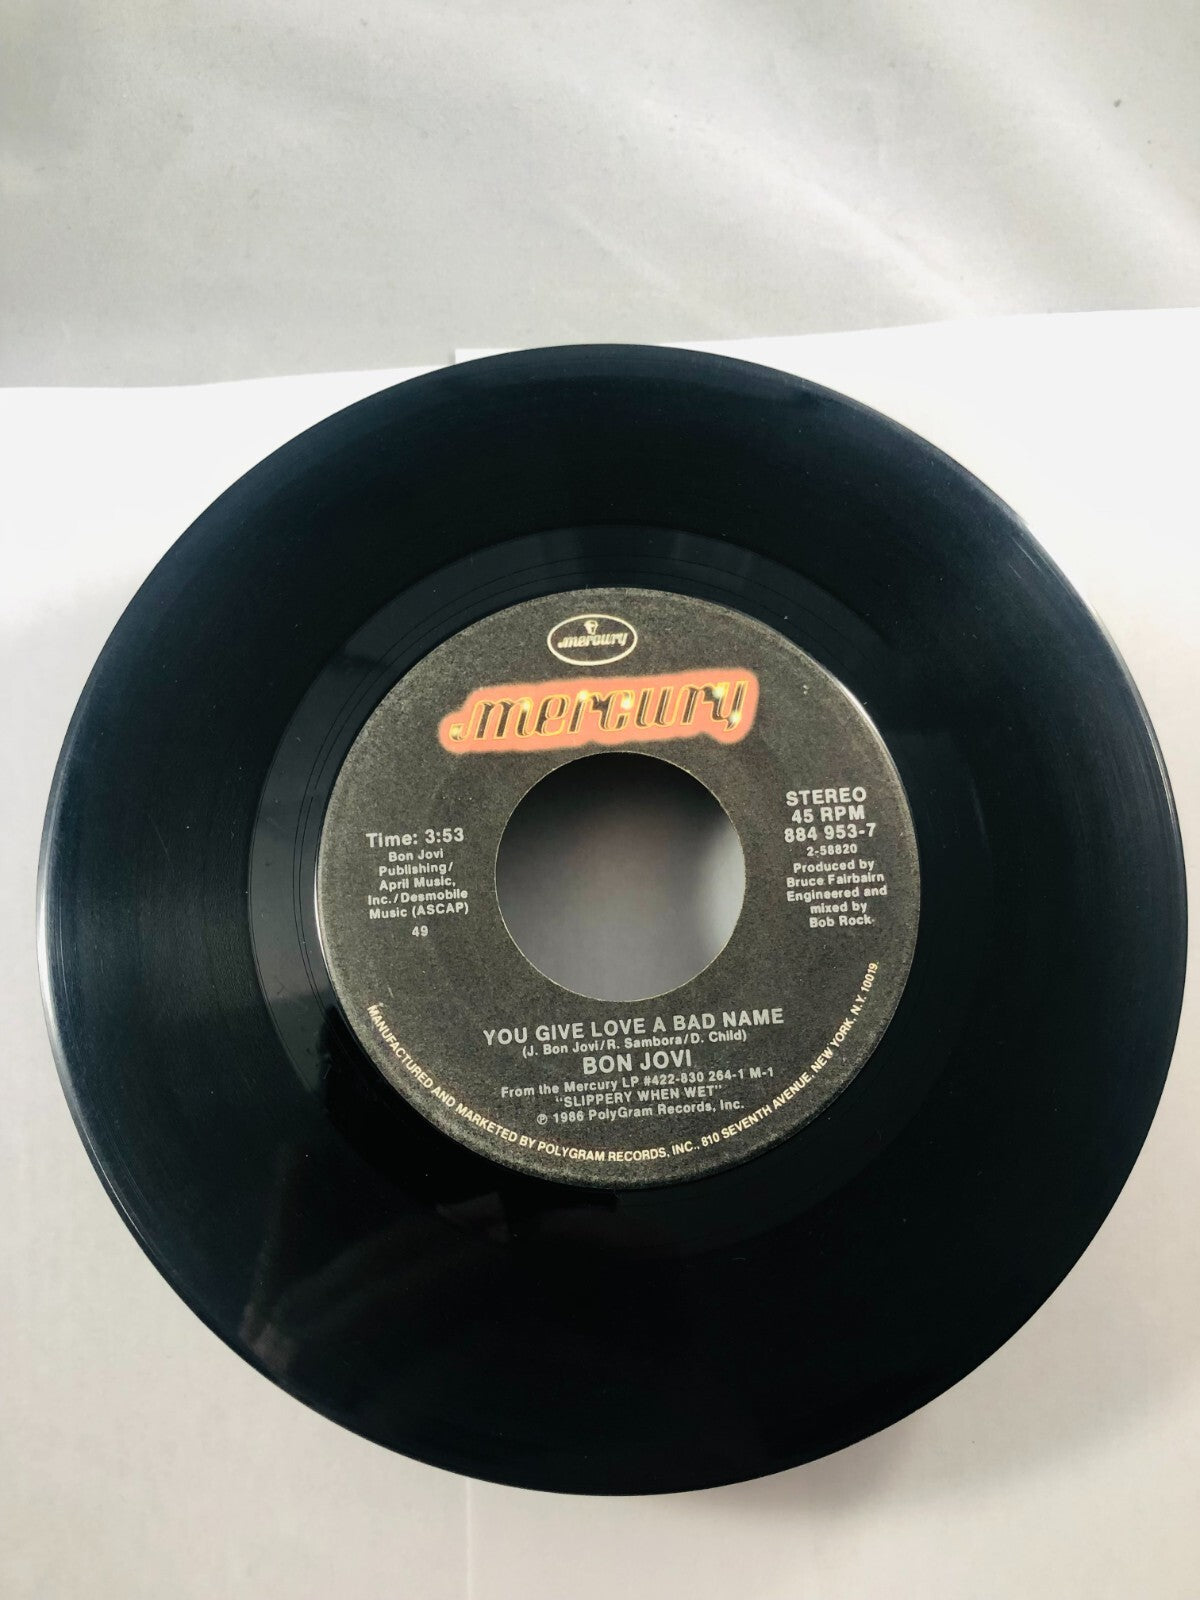 mercury
mercury
STEREO
45 RPM
884 953-7
2-58820
Produced by
Bruce Fairbairn
Engineered and
mixed by
Bob Rock
Time: 3:53
Bon Jovi
Publishing/
April Music,
Inc./Desmobile
Music (ASCAP)
49
YOU GIVE LOVE A BAD NAME
(J. Bon Jovi/R. Sambora/D. Child)
BON JOVI
From the Mercury LP #422-830 264-1 M-1
"SLIPPERY WHEN WET"
℗ 1986 PolyGram Records, Inc.
MANUFACTURED AND MARKETED BY POLYGRAM RECORDS, INC., 810 SEVENTH AVENUE, NEW YORK, N.Y. 10019.